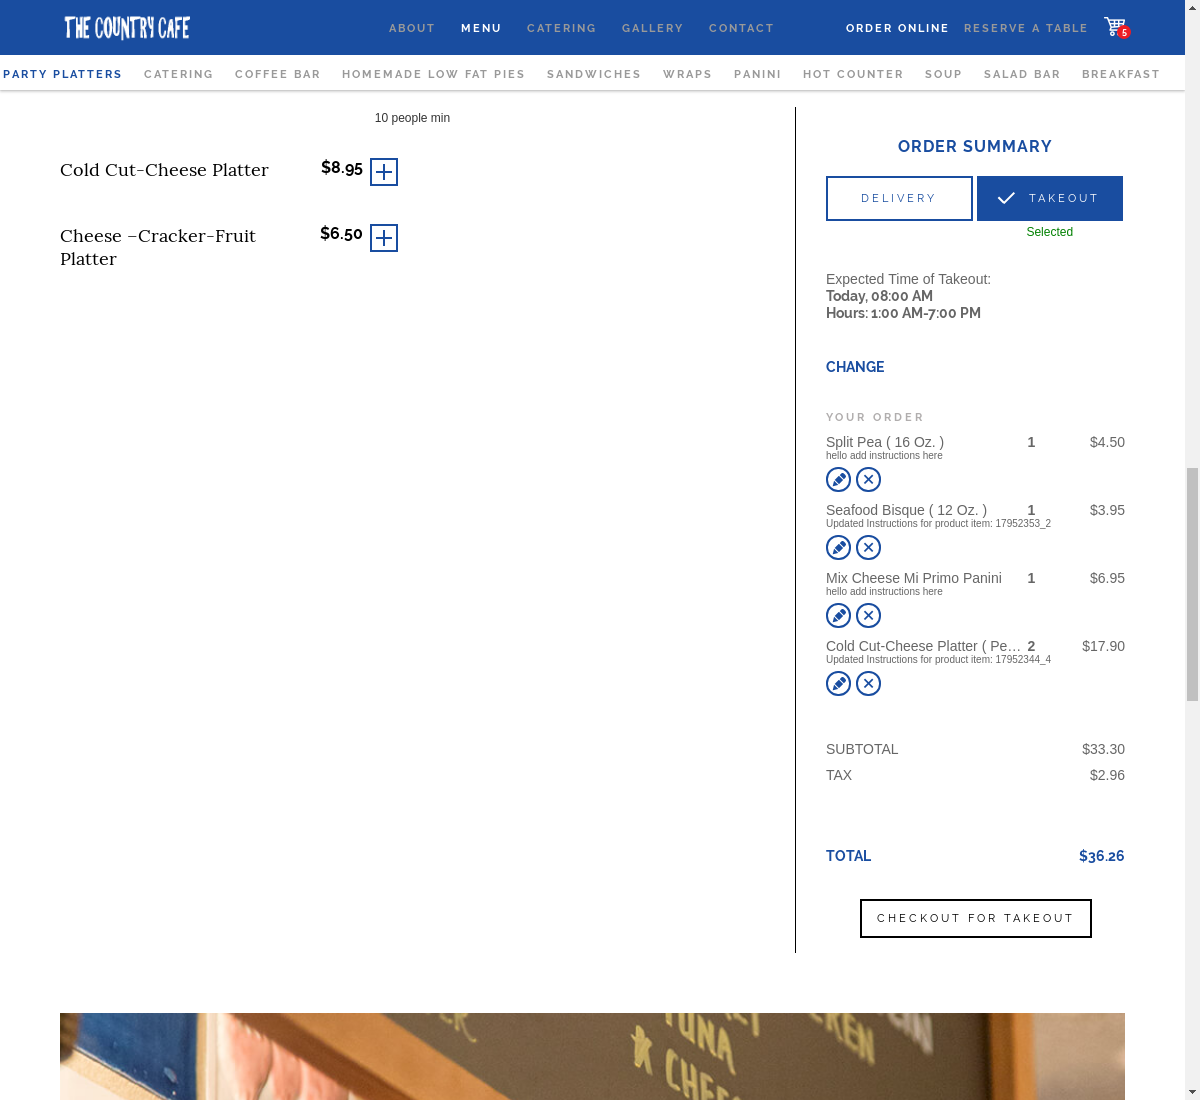 THE COUNTRY CAFE
ABOUT MENU CATERING GALLERY CONTACT ORDER ONLINE RESERVE A TABLE 5
PARTY PLATTERS CATERING COFFEE BAR HOMEMADE LOW FAT PIES SANDWICHES WRAPS PANINI HOT COUNTER SOUP SALAD BAR BREAKFAST
10 people min
Cold Cut-Cheese Platter $8.95
Cheese –Cracker-Fruit Platter $6.50
ORDER SUMMARY
DELIVERY TAKEOUT
Selected
Expected Time of Takeout:
Today, 08:00 AM
Hours: 1:00 AM-7:00 PM
CHANGE
YOUR ORDER
Split Pea ( 16 Oz. ) 1 $4.50
hello add instructions here
Seafood Bisque ( 12 Oz. ) 1 $3.95
Updated Instructions for product item: 17952353_2
Mix Cheese Mi Primo Panini 1 $6.95
hello add instructions here
Cold Cut-Cheese Platter ( Pe… 2 $17.90
Updated Instructions for product item: 17952344_4
SUBTOTAL $33.30
TAX $2.96
TOTAL $36.26
CHECKOUT FOR TAKEOUT
TUNA